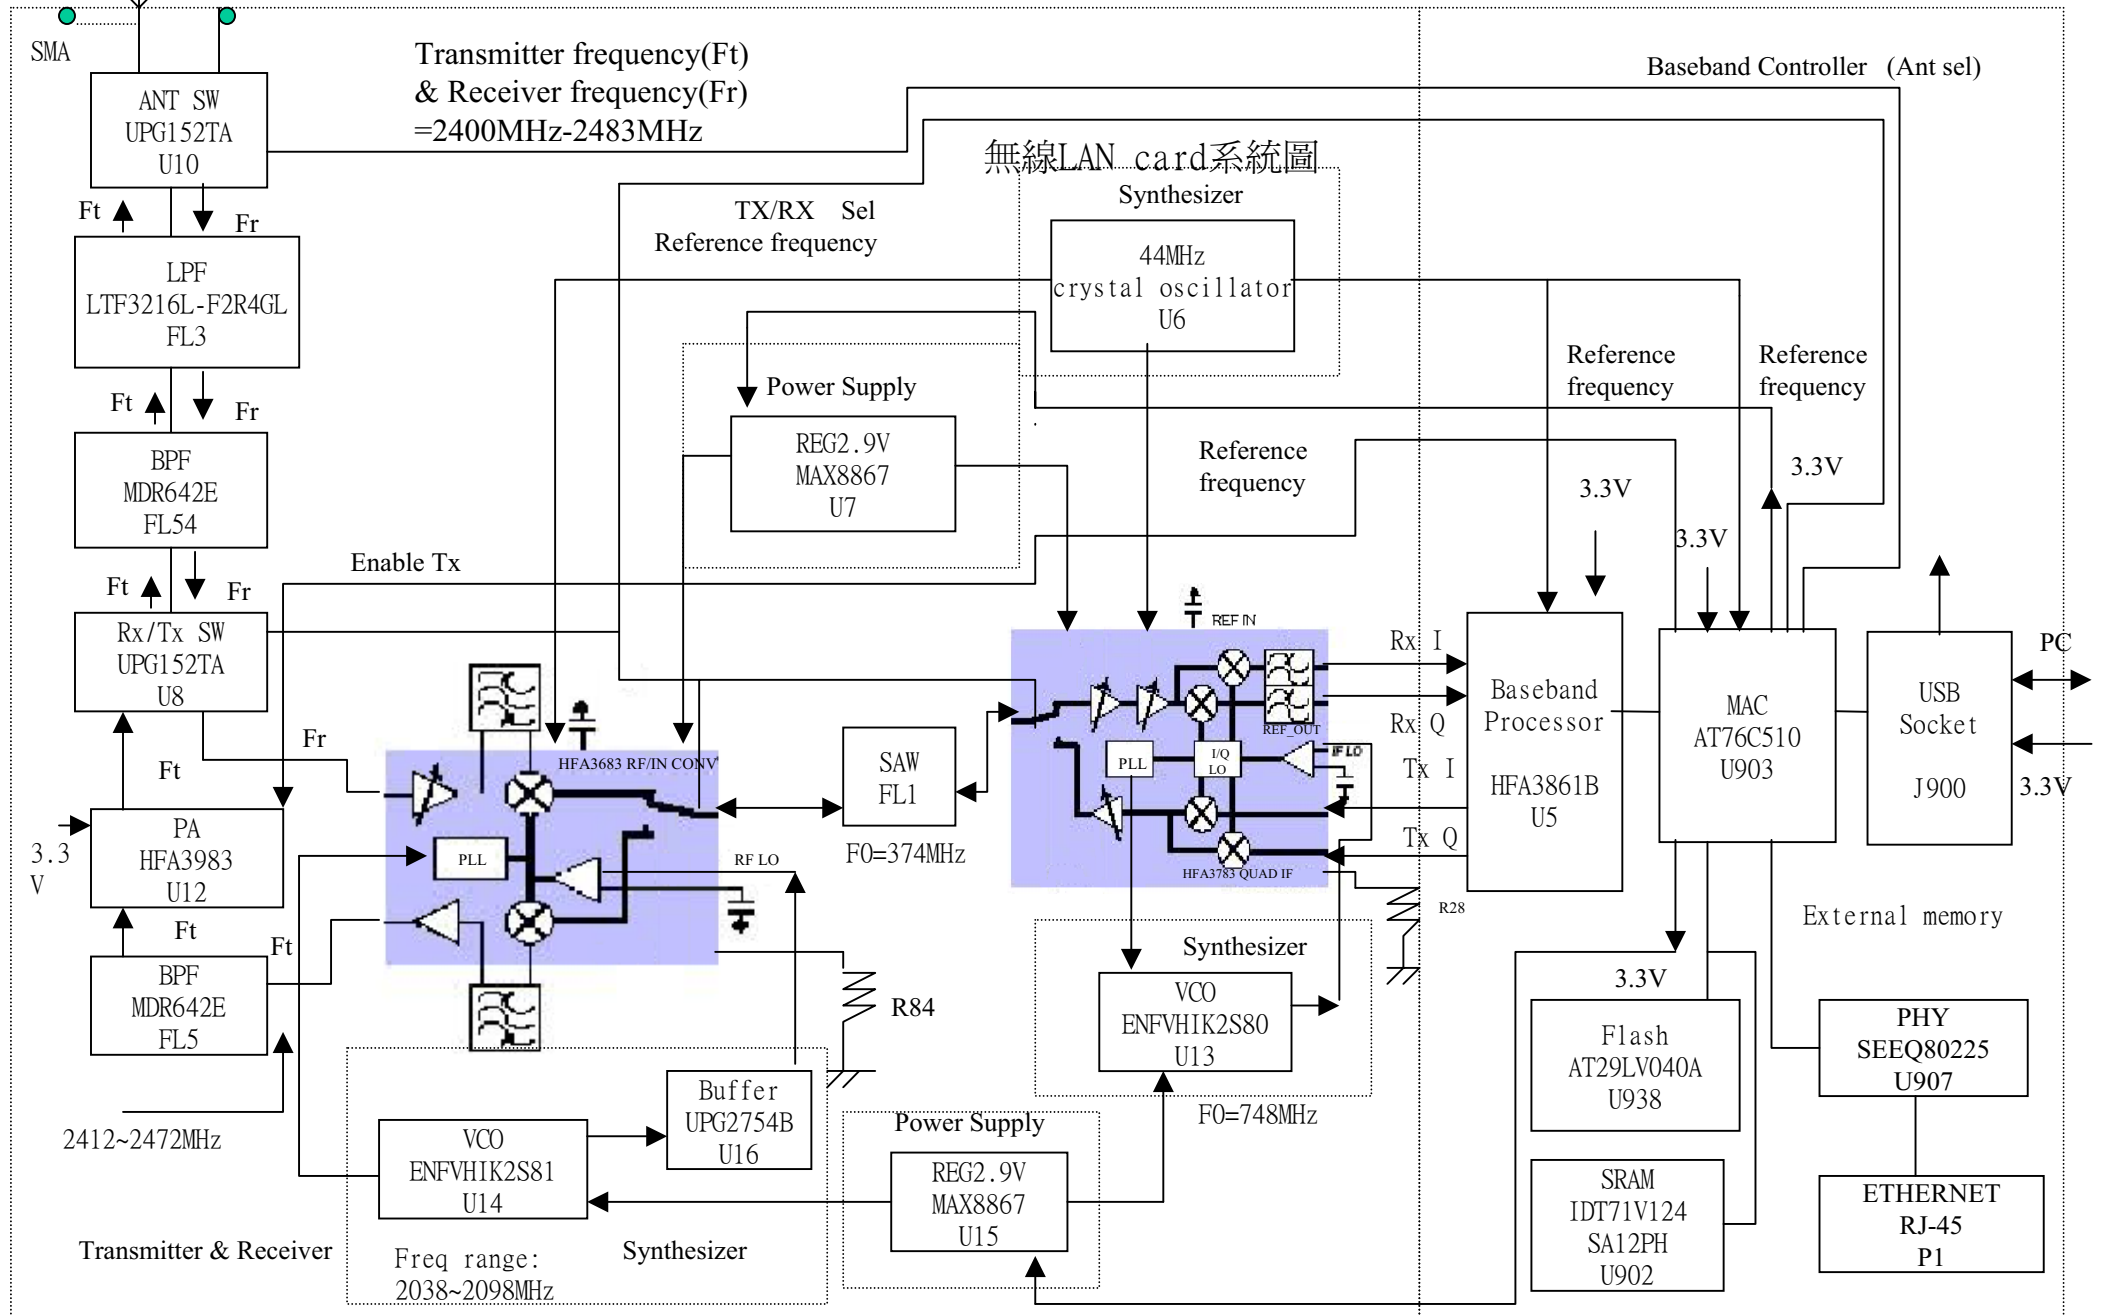 SMA
Transmitter frequency(Ft)
& Receiver frequency(Fr)
=2400MHz-2483MHz
Baseband Controller (Ant sel)
ANT SW
UPG152TA
U10
無線LAN card系統圖
Synthesizer
TX/RX Sel
Reference frequency
Ft
Fr
LPF
LTF3216L-F2R4GL
FL3
44MHz
crystal oscillator
U6
Reference
frequency
Reference
frequency
Power Supply
REG2.9V
MAX8867
U7
Ft
Fr
BPF
MDR642E
FL54
Reference
frequency
3.3V
3.3V
3.3V
Enable Tx
Ft
Fr
Rx/Tx SW
UPG152TA
U8
REF IN
Rx I
Rx Q
Tx I
Tx Q
Baseband
Processor
HFA3861B
U5
MAC
AT76C510
U903
USB
Socket
J900
PC
3.3V
Fr
Ft
HFA3683 RF/IN CONV
PLL
RF LO
SAW
FL1
F0=374MHz
REF_OUT
PLL
I/Q
LO
IF LO
HFA3783 QUAD IF
R28
3.3
V
PA
HFA3983
U12
Ft
Ft
BPF
MDR642E
FL5
R84
Synthesizer
VCO
ENFVHIK2S80
U13
F0=748MHz
External memory
3.3V
Flash
AT29LV040A
U938
PHY
SEEQ80225
U907
2412~2472MHz
VCO
ENFVHIK2S81
U14
Buffer
UPG2754B
U16
Power Supply
REG2.9V
MAX8867
U15
SRAM
IDT71V124
SA12PH
U902
ETHERNET
RJ-45
P1
Transmitter & Receiver
Freq range:
2038~2098MHz
Synthesizer